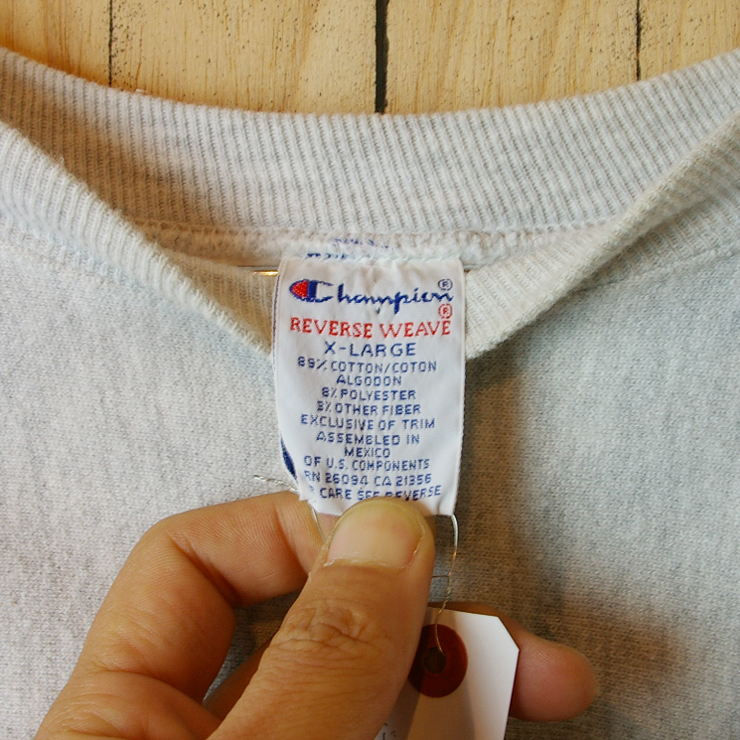 Champion®
REVERSE WEAVE®
X-LARGE
89% COTTON/COTON
ALGODON
8% POLYESTER
3% OTHER FIBER
EXCLUSIVE OF TRIM
ASSEMBLED IN
MEXICO
OF U.S. COMPONENTS
RN 26094 CA 21356
CARE SEE REVERSE